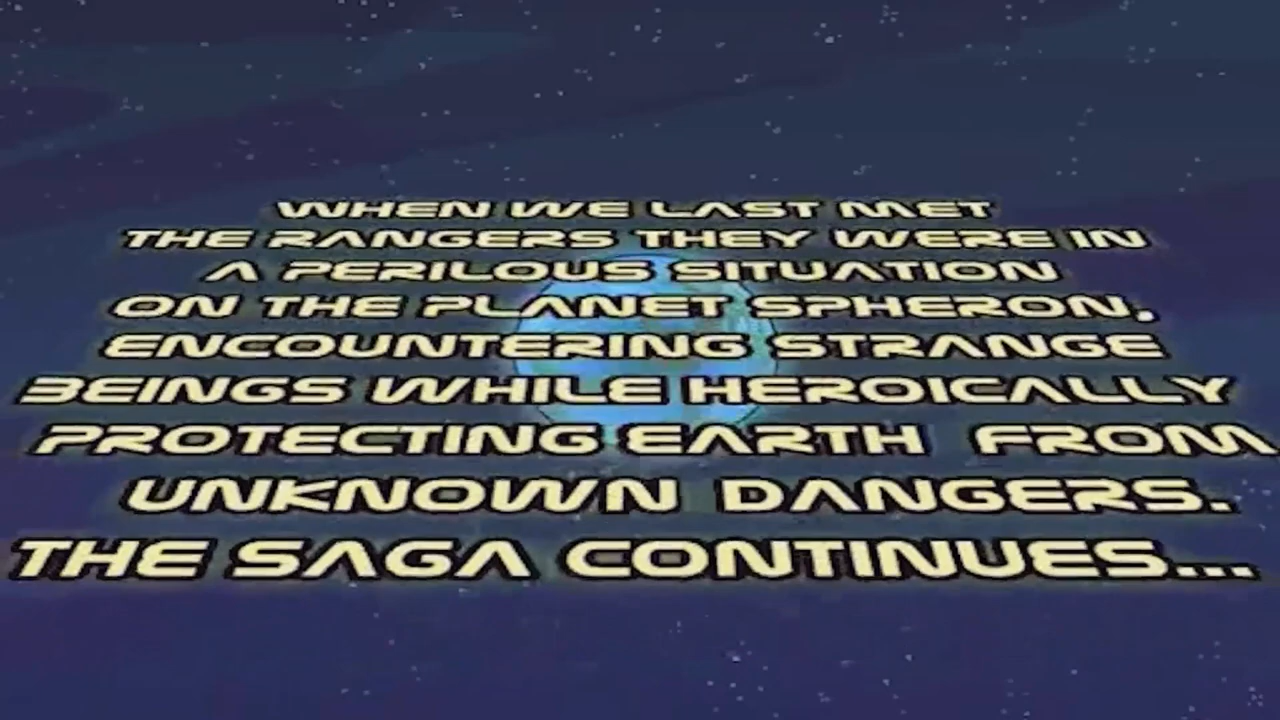 WHEN WE LAST MET
THE RANGERS THEY WERE IN
A PERILOUS SITUATION
ON THE PLANET SPHERON,
ENCOUNTERING STRANGE
BEINGS WHILE HEROICALLY
PROTECTING EARTH FROM
UNKNOWN DANGERS.
THE SAGA CONTINUES...